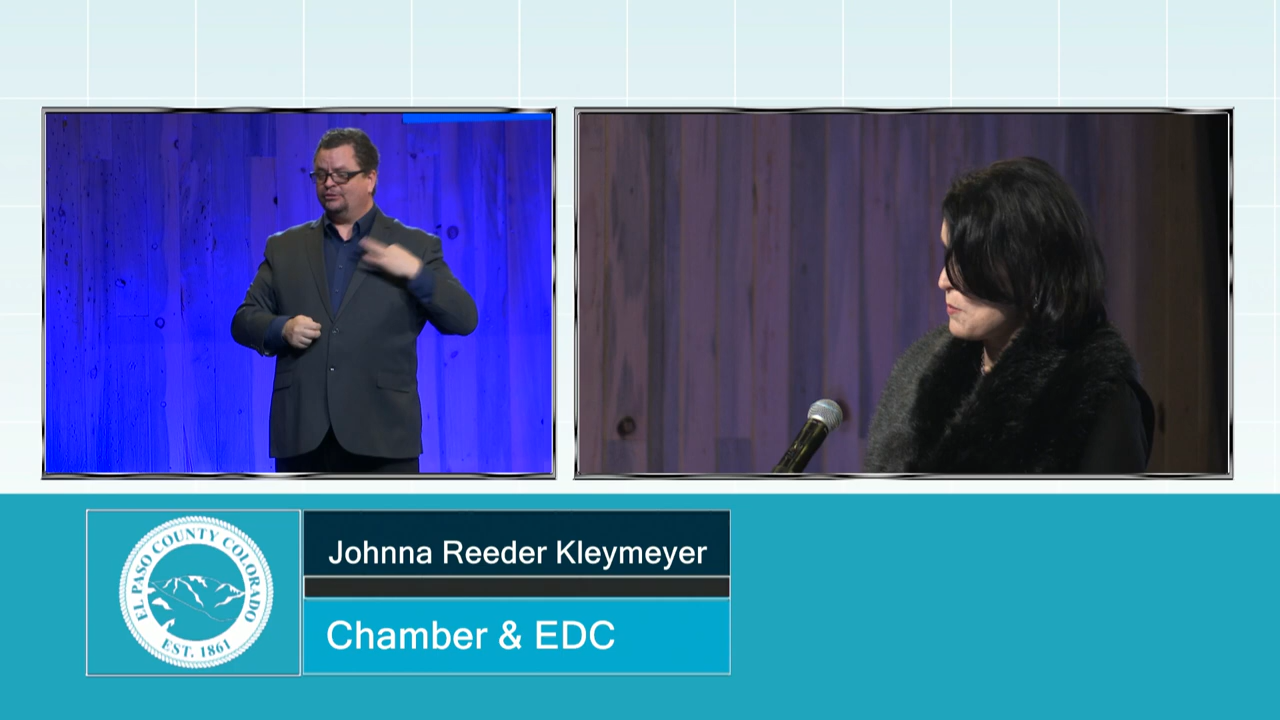 EL PASO COUNTY COLORADO
EST. 1861
Johnna Reeder Kleymeyer
Chamber & EDC